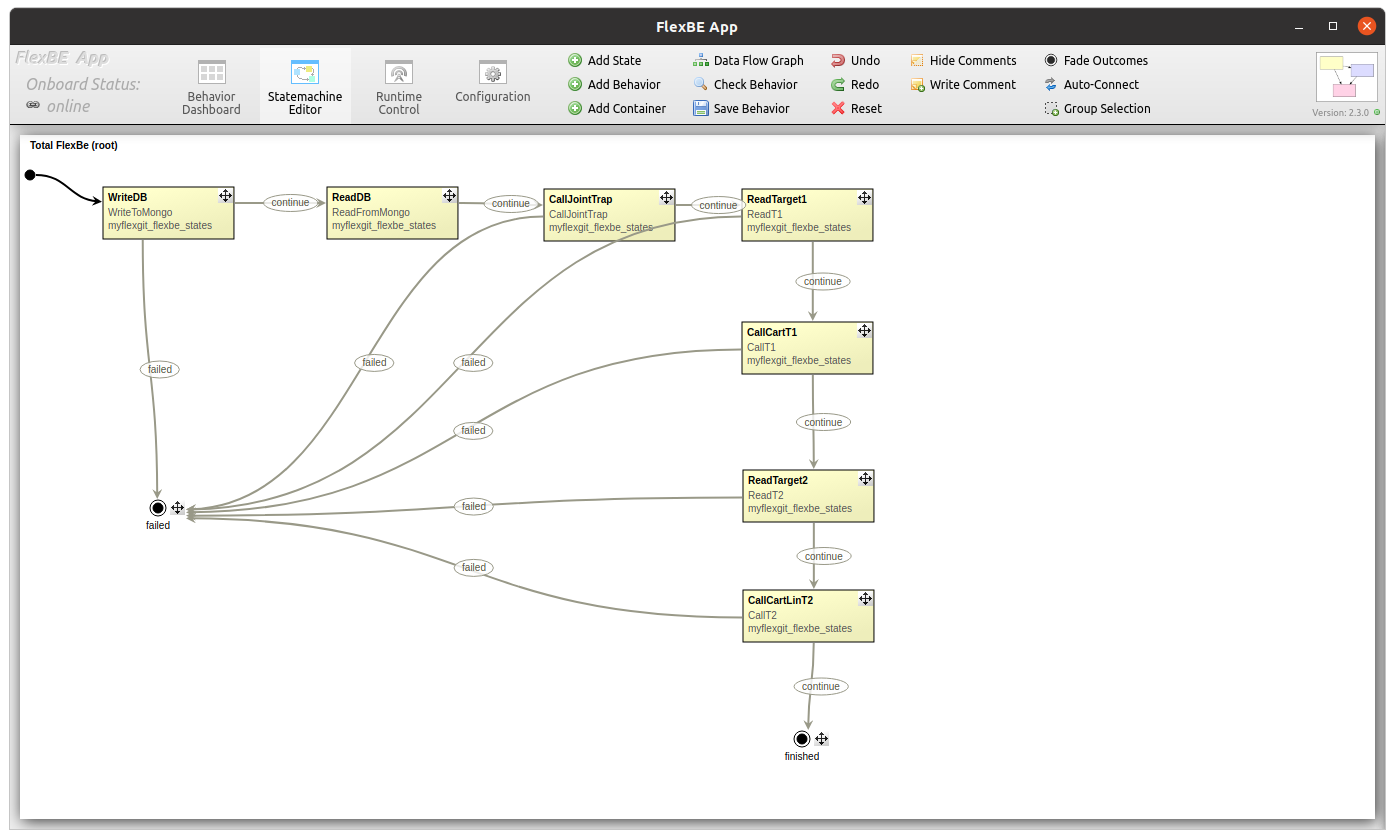 FlexBE App
FlexBE App
Onboard Status:
online
Behavior
Dashboard
Statemachine
Editor
Runtime
Control
Configuration
Add State
Add Behavior
Add Container
Data Flow Graph
Check Behavior
Save Behavior
Undo
Redo
Reset
Hide Comments
Write Comment
Fade Outcomes
Auto-Connect
Group Selection
Version: 2.3.0
Total FlexBe (root)
WriteDB
WriteToMongo
myflexgit_flexbe_states
continue
ReadDB
ReadFromMongo
myflexgit_flexbe_states
continue
CallJointTrap
CallJointTrap
myflexgit_flexbe_states
continue
ReadTarget1
ReadT1
myflexgit_flexbe_states
continue
CallCartT1
CallT1
myflexgit_flexbe_states
failed
failed
failed
failed
continue
ReadTarget2
ReadT2
myflexgit_flexbe_states
failed
failed
continue
failed
CallCartLinT2
CallT2
myflexgit_flexbe_states
continue
finished